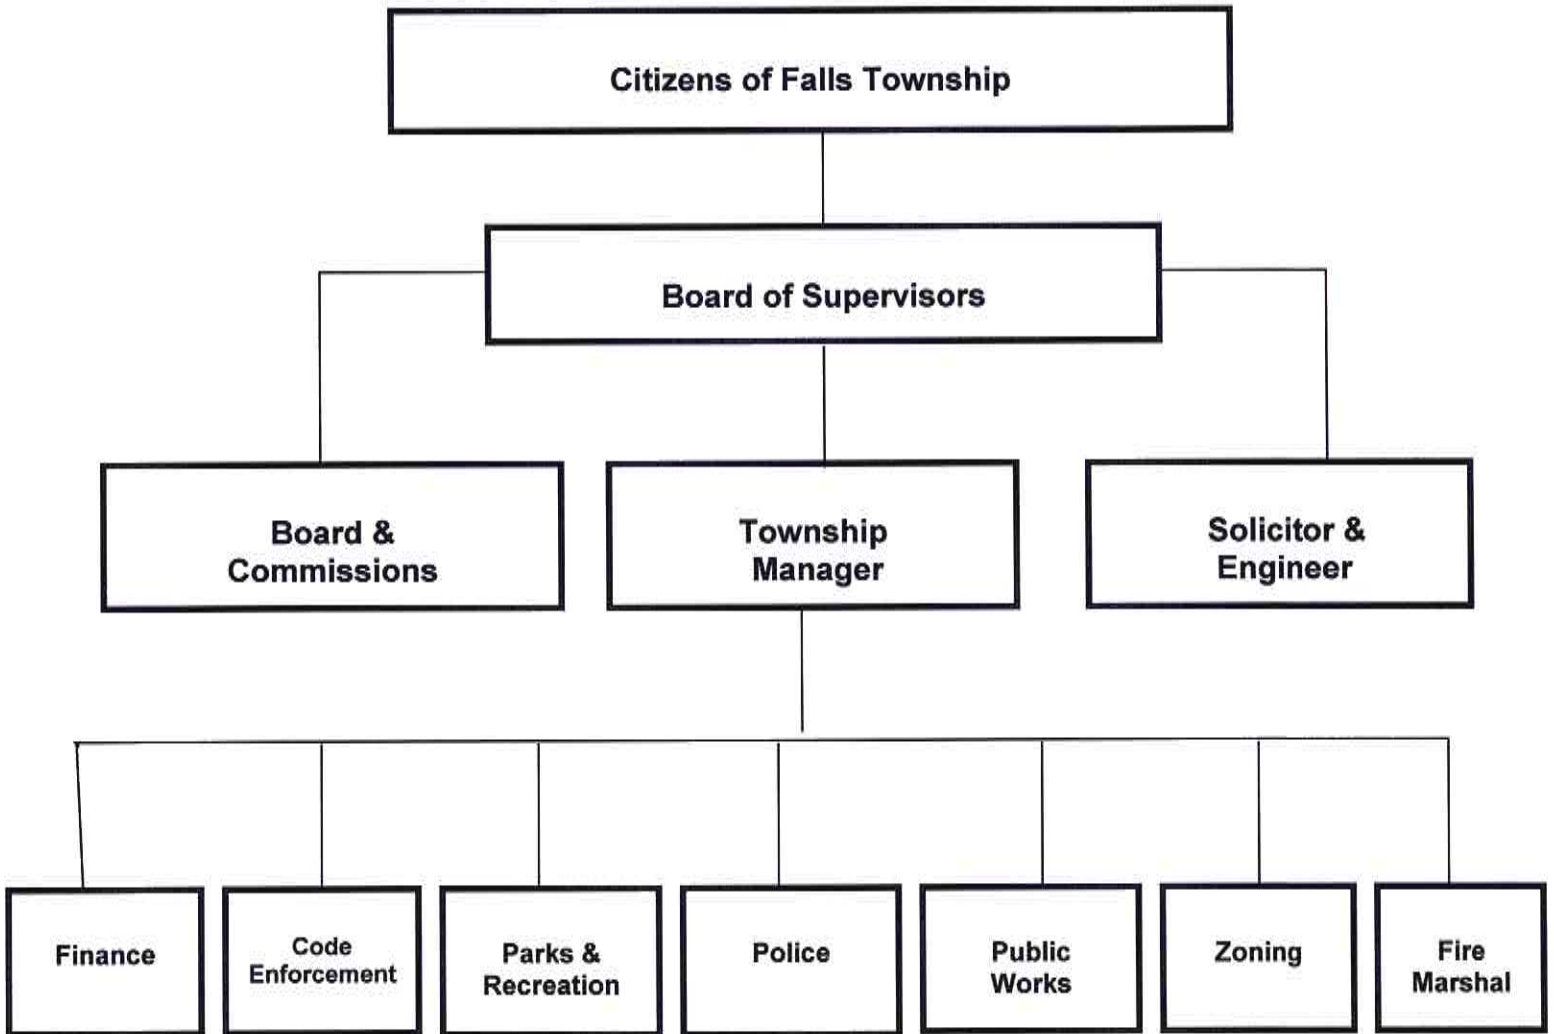 Citizens of Falls Township
Board of Supervisors
Board &
Commissions
Township
Manager
Solicitor &
Engineer
Finance
Code
Enforcement
Parks &
Recreation
Police
Public
Works
Zoning
Fire
Marshal